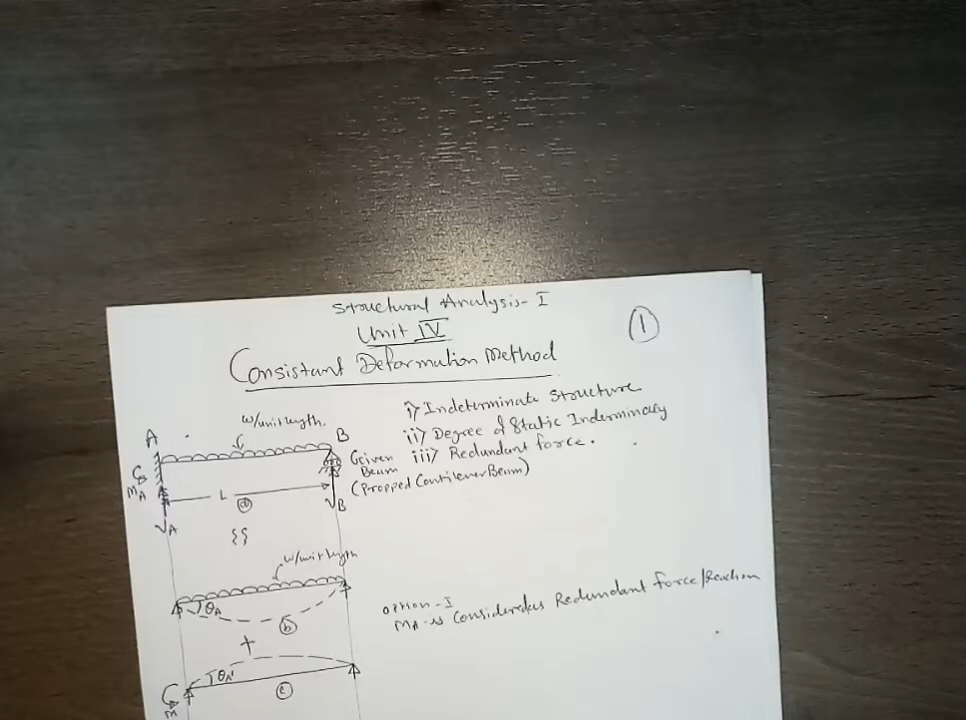 Structural Analysis-I
Unit IV
1
Consistant Deformation Method
i) Indeterminate Structure
w/unit length.
ii) Degree of Static Inderminacy
A
B
Given
iii) Redundant force.
Beam
(Propped Cantilever Beam)
MA
L
a
VB
VA
w/unit length
θA
b
option-I
MA is Considered as Redundant force/Reaction
+
θA'
c
M